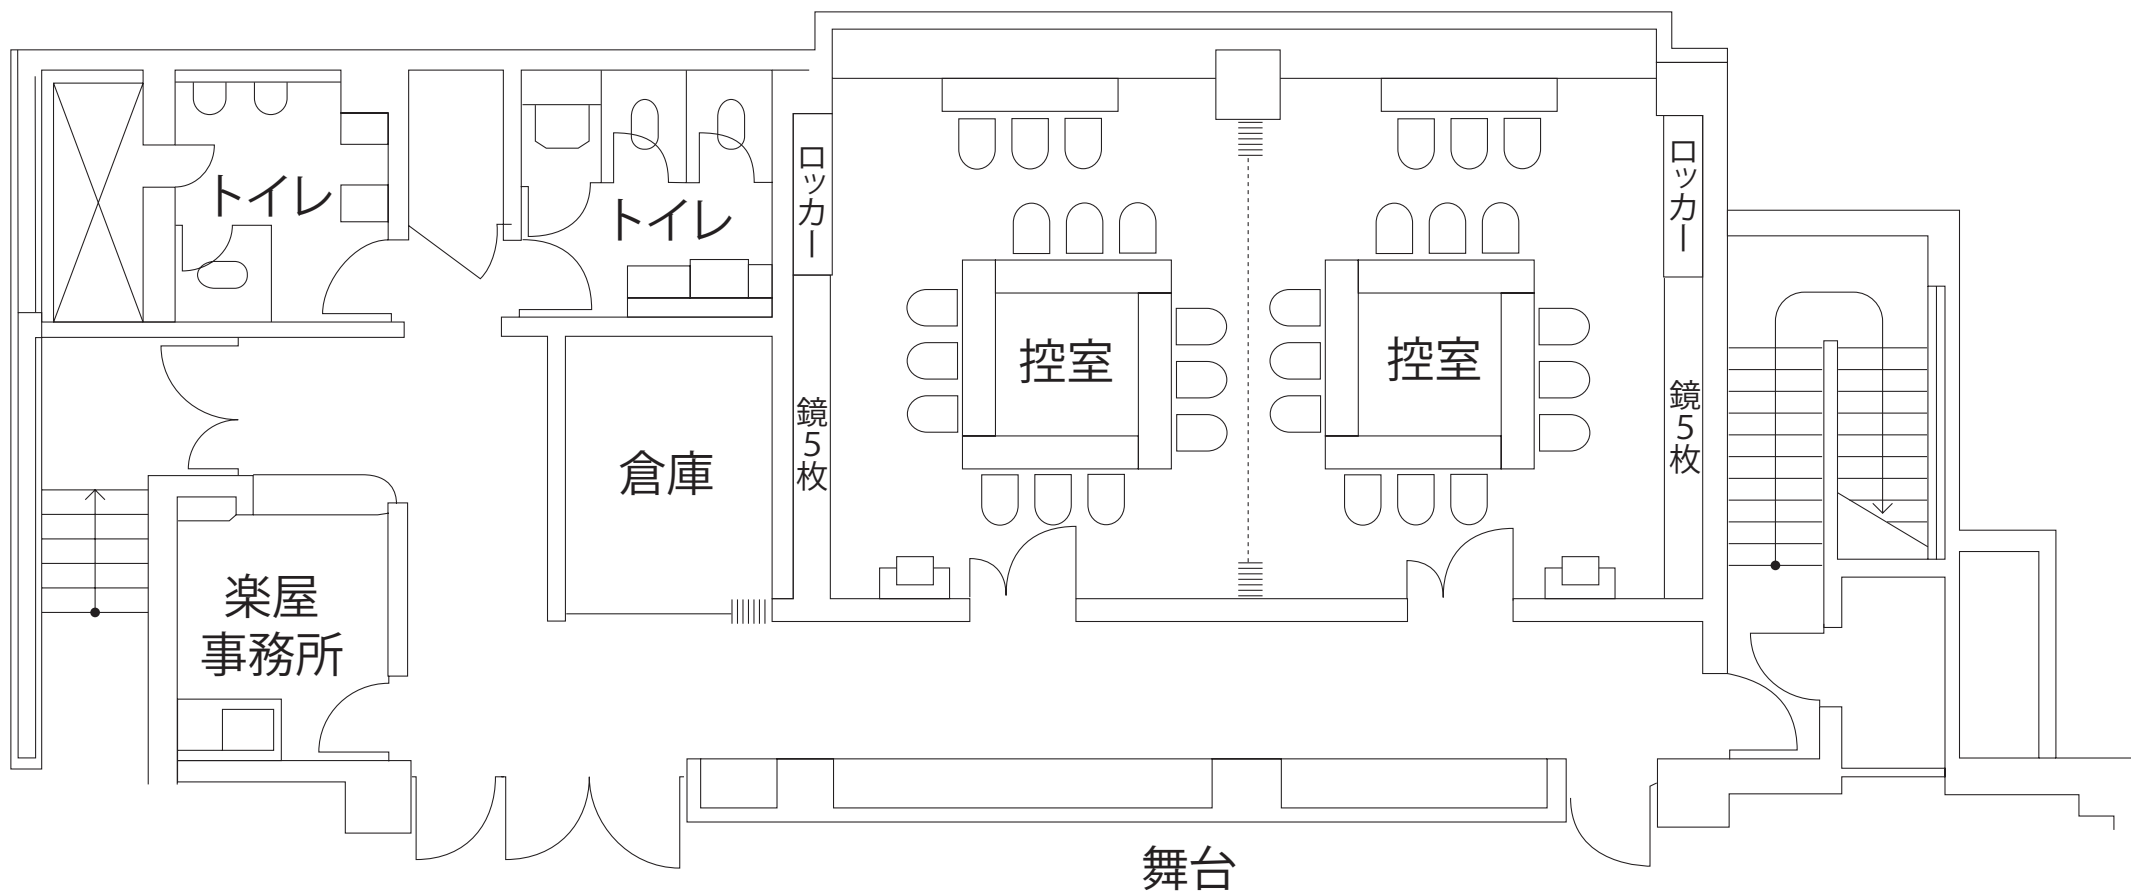 トイレ
トイレ
ロッカー
ロッカー
控室
控室
鏡5枚
鏡5枚
倉庫
楽屋
事務所
舞台